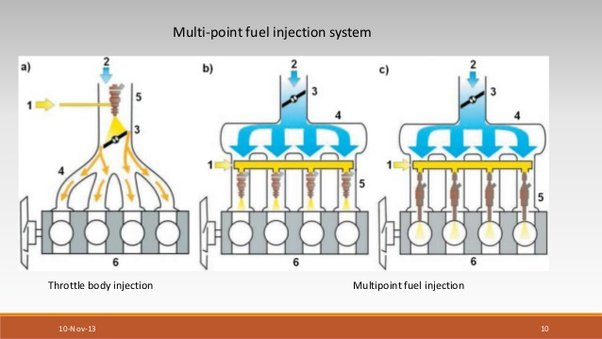 Multi-point fuel injection system
a)
2
1
5
3
4
6
b)
2
3
4
1
5
6
c)
2
3
4
1
5
6
Throttle body injection
Multipoint fuel injection
10-Nov-13
10